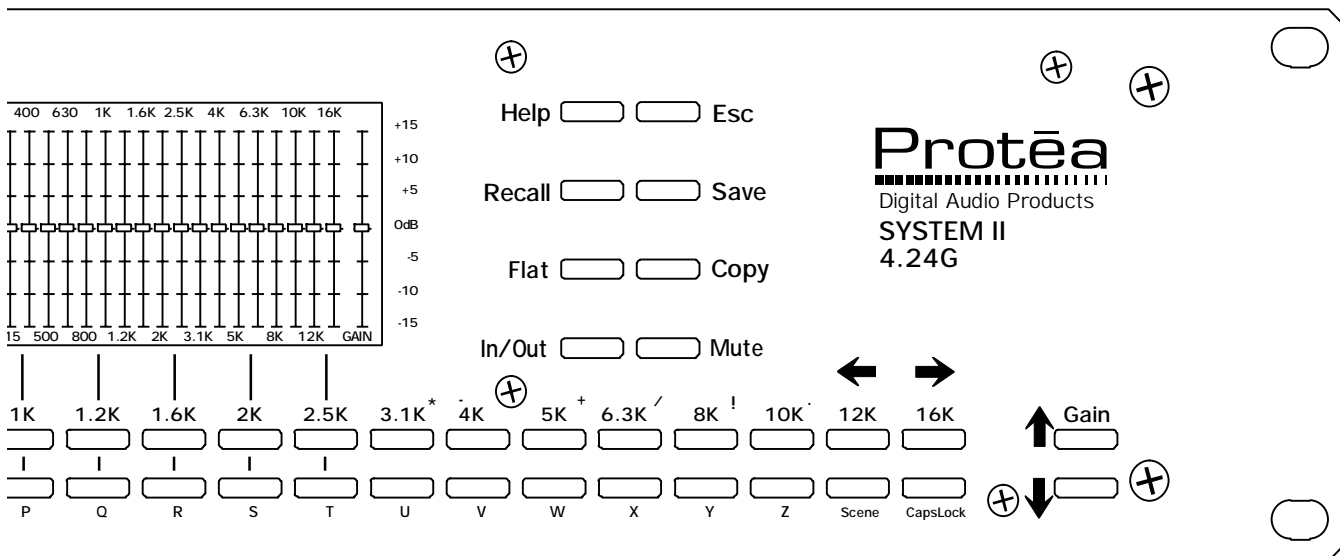 400 630 1K 1.6K 2.5K 4K 6.3K 10K 16K
+15
+10
+5
0dB
-5
-10
-15
15 500 800 1.2K 2K 3.1K 5K 8K 12K GAIN
Help Esc
Recall Save
Flat Copy
In/Out Mute
Protēa
Digital Audio Products
SYSTEM II
4.24G
1K 1.2K 1.6K 2K 2.5K 3.1K * - 4K 5K + 6.3K / 8K ! 10K . 12K 16K Gain
P Q R S T U V W X Y Z Scene CapsLock